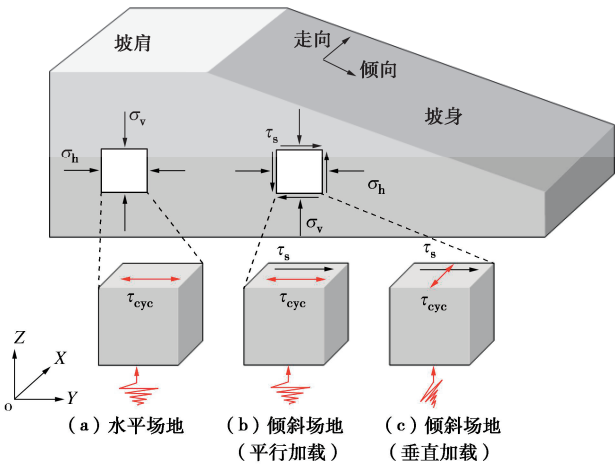 坡肩
走向
倾向
坡身
σv
τs
σh
σh
σv
τs
τs
τcyc
τcyc
τcyc
Z
X
o
Y
(a) 水平场地
(b) 倾斜场地
(平行加载)
(c) 倾斜场地
(垂直加载)